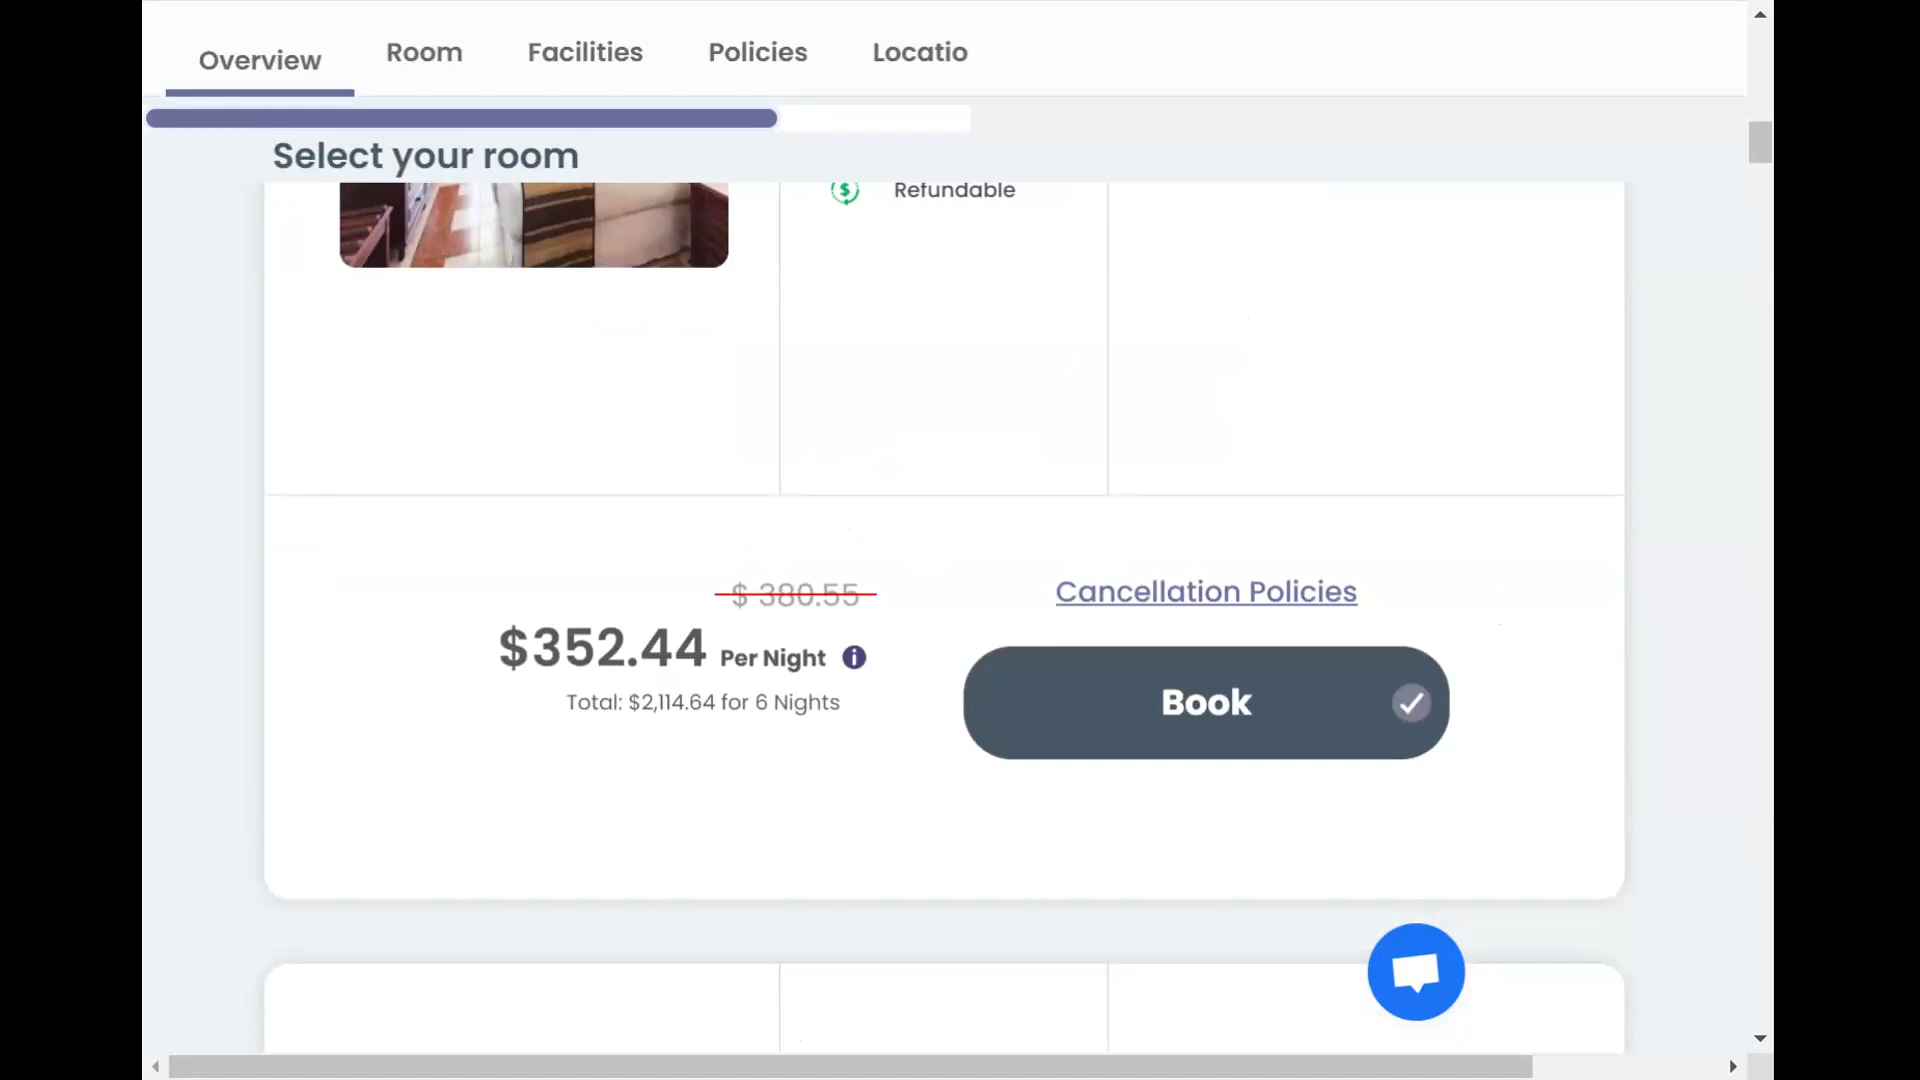 Overview
Room
Facilities
Policies
Locatio
Select your room
Refundable
$ 380.55
$352.44 Per Night
Total: $2,114.64 for 6 Nights
Cancellation Policies
Book